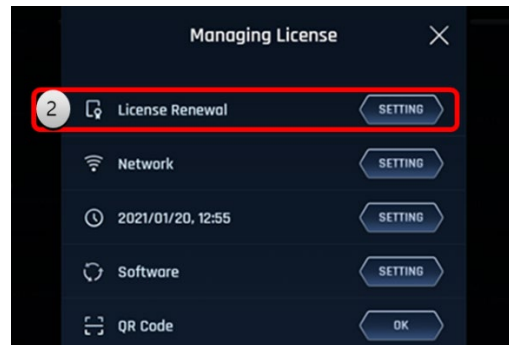 Managing License
2 License Renewal SETTING
Network SETTING
2021/01/20, 12:55 SETTING
Software SETTING
QR Code OK